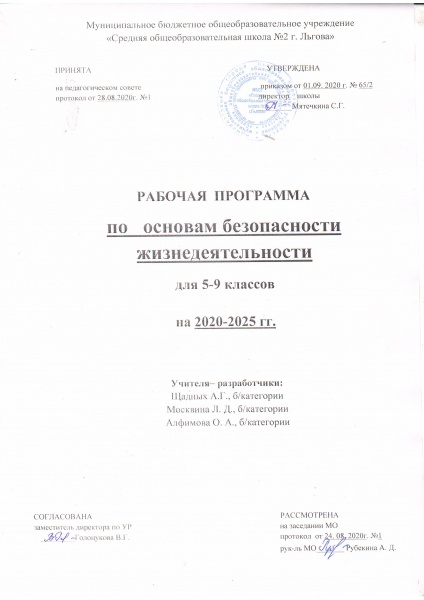 Муниципальное бюджетное общеобразовательное учреждение
«Средняя общеобразовательная школа №2 г. Льгова»
ПРИНЯТА
на педагогическом совете
протокол от 28.08.2020г. №1
УТВЕРЖДЕНА
приказом от 01.09. 2020 г. № 65/2
директор школы
Мятечкина С.Г.
РАБОЧАЯ ПРОГРАММА
по основам безопасности
жизнедеятельности
для 5-9 классов
на 2020-2025 гг.
Учителя– разработчики:
Щадных А.Г., б/категории
Москвина Л. Д., б/категории
Алфимова О. А., б/категории
СОГЛАСОВАНА
заместитель директора по УР
Голощукова В.Г.
РАССМОТРЕНА
на заседании МО
протокол от 24. 08. 2020г. №1
рук-ль МО Рубекина А. Д.